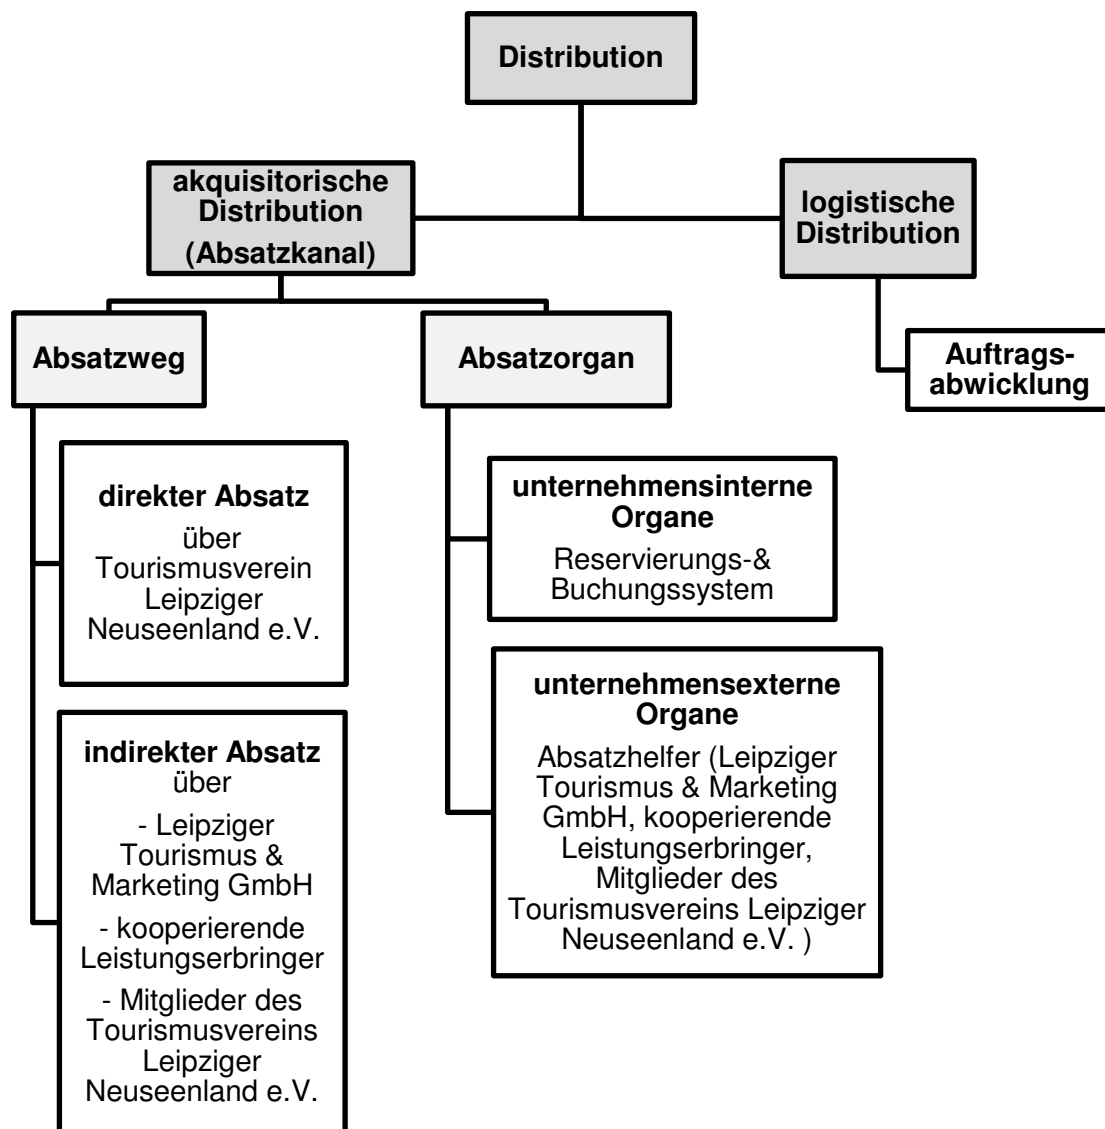 Distribution
akquisitorische
Distribution
(Absatzkanal)
logistische
Distribution
Absatzweg
Absatzorgan
Auftrags-
abwicklung
direkter Absatz
über
Tourismusverein
Leipziger
Neuseenland e.V.
unternehmensinterne
Organe
Reservierungs-&
Buchungssystem
indirekter Absatz
über
- Leipziger
Tourismus &
Marketing GmbH
- kooperierende
Leistungserbringer
- Mitglieder des
Tourismusvereins
Leipziger
Neuseenland e.V.
unternehmensexterne
Organe
Absatzhelfer (Leipziger
Tourismus & Marketing
GmbH, kooperierende
Leistungserbringer,
Mitglieder des
Tourismusvereins Leipziger
Neuseenland e.V. )